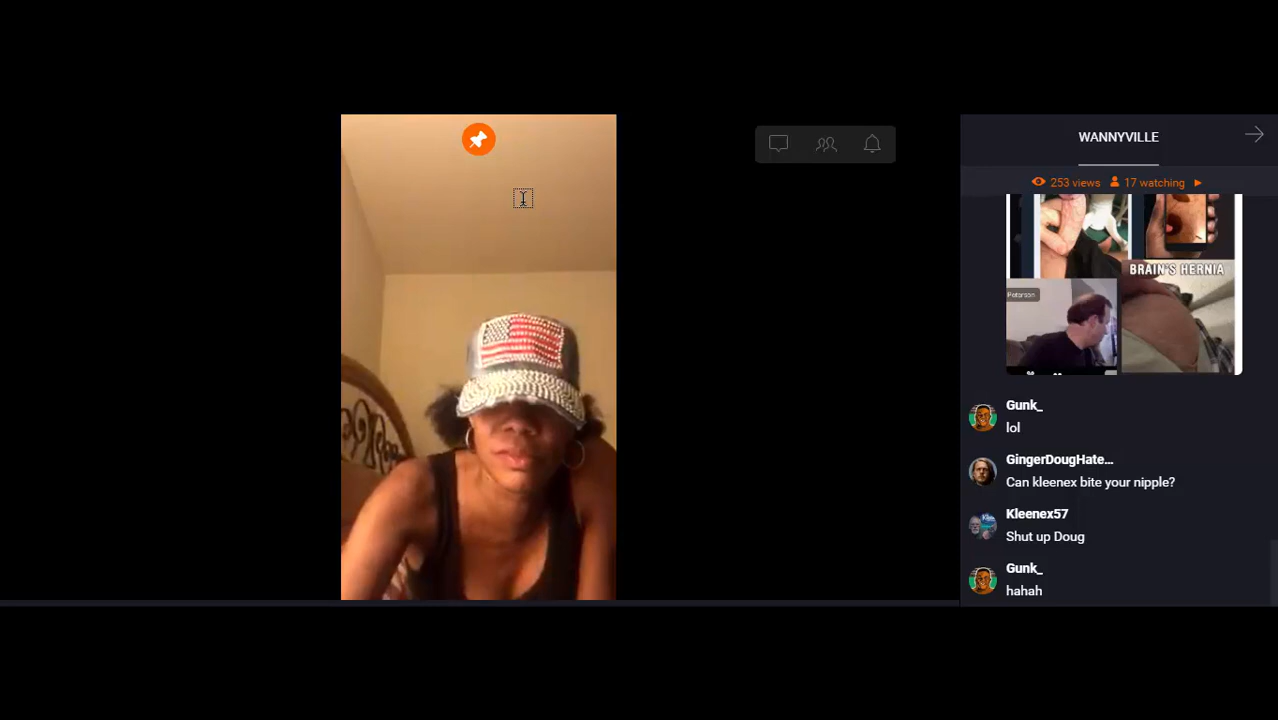 WANNYVILLE
253 views 17 watching
BRAIN'S HERNIA
Peterson
Gunk_
lol
GingerDougHate...
Can kleenex bite your nipple?
Kleenex57
Shut up Doug
Gunk_
hahah